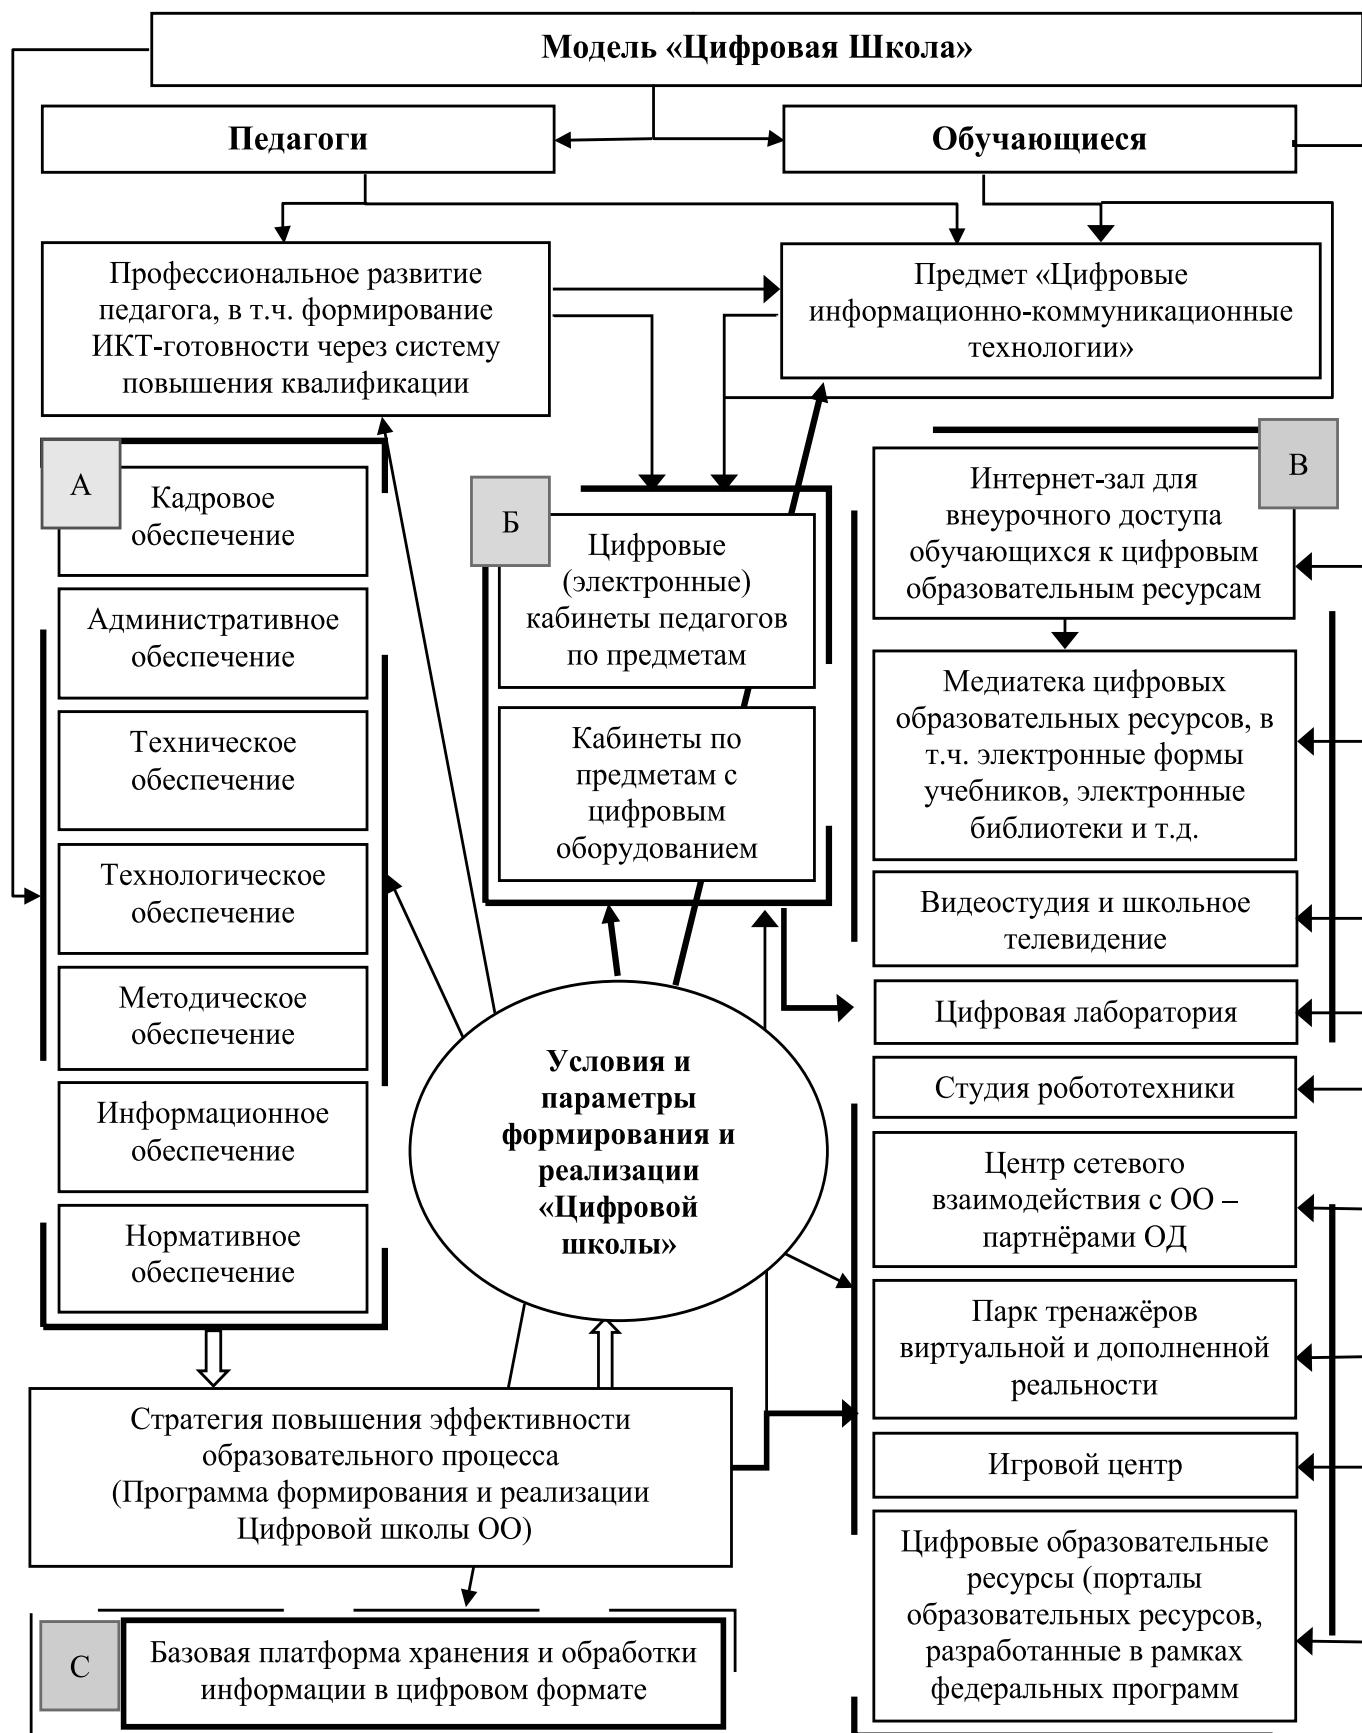 Модель «Цифровая Школа»
Педагоги
Обучающиеся
Профессиональное развитие
педагога, в т.ч. формирование
ИКТ-готовности через систему
повышения квалификации
Предмет «Цифровые
информационно-коммуникационные
технологии»
А
Кадровое
обеспечение
Административное
обеспечение
Техническое
обеспечение
Технологическое
обеспечение
Методическое
обеспечение
Информационное
обеспечение
Нормативное
обеспечение
Б
Цифровые
(электронные)
кабинеты педагогов
по предметам
Кабинеты по
предметам с
цифровым
оборудованием
В
Интернет-зал для
внеурочного доступа
обучающихся к цифровым
образовательным ресурсам
Медиатека цифровых
образовательных ресурсов, в
т.ч. электронные формы
учебников, электронные
библиотеки и т.д.
Видеостудия и школьное
телевидение
Цифровая лаборатория
Студия робототехники
Центр сетевого
взаимодействия с ОО –
партнёрами ОД
Парк тренажёров
виртуальной и дополненной
реальности
Игровой центр
Цифровые образовательные
ресурсы (порталы
образовательных ресурсов,
разработанные в рамках
федеральных программ
Условия и
параметры
формирования и
реализации
«Цифровой
школы»
Стратегия повышения эффективности
образовательного процесса
(Программа формирования и реализации
Цифровой школы ОО)
С
Базовая платформа хранения и обработки
информации в цифровом формате